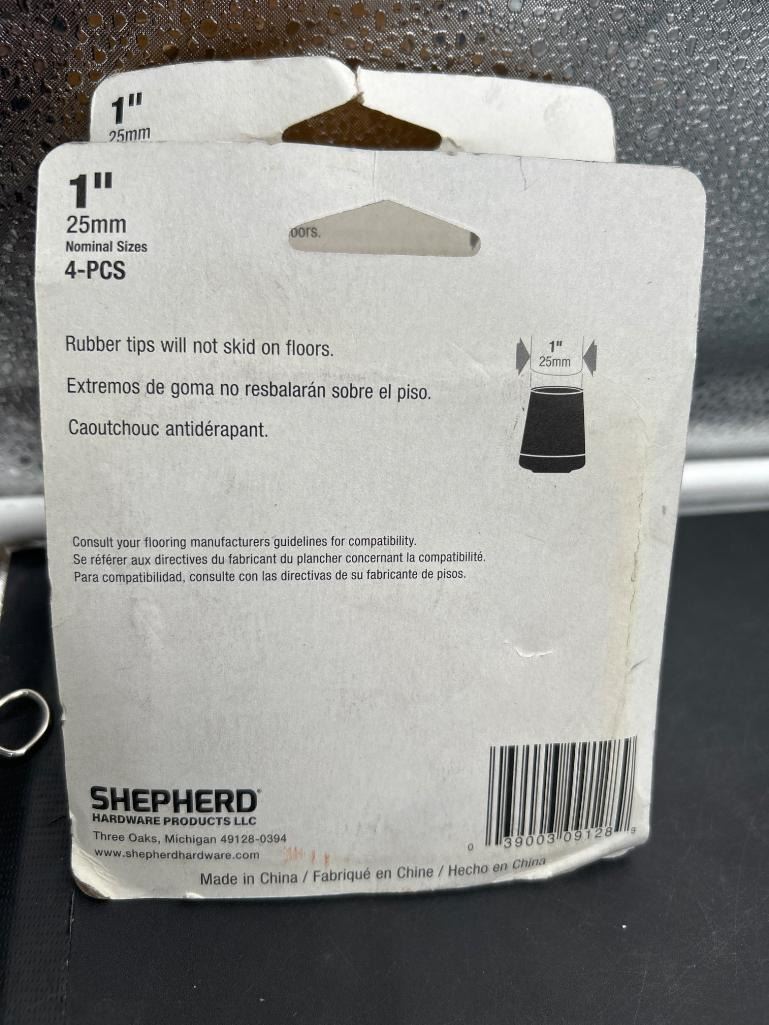 1"
25mm
1"
25mm
Nominal Sizes
4-PCS
oors.
Rubber tips will not skid on floors.
Extremos de goma no resbalarán sobre el piso.
Caoutchouc antidérapant.
1"
25mm
Consult your flooring manufacturers guidelines for compatibility.
Se référer aux directives du fabricant du plancher concernant la compatibilité.
Para compatibilidad, consulte con las directivas de su fabricante de pisos.
SHEPHERD®
HARDWARE PRODUCTS LLC
Three Oaks, Michigan 49128-0394
www.shepherdhardware.com
0 39003 09128 9
Made in China / Fabriqué en Chine / Hecho en China